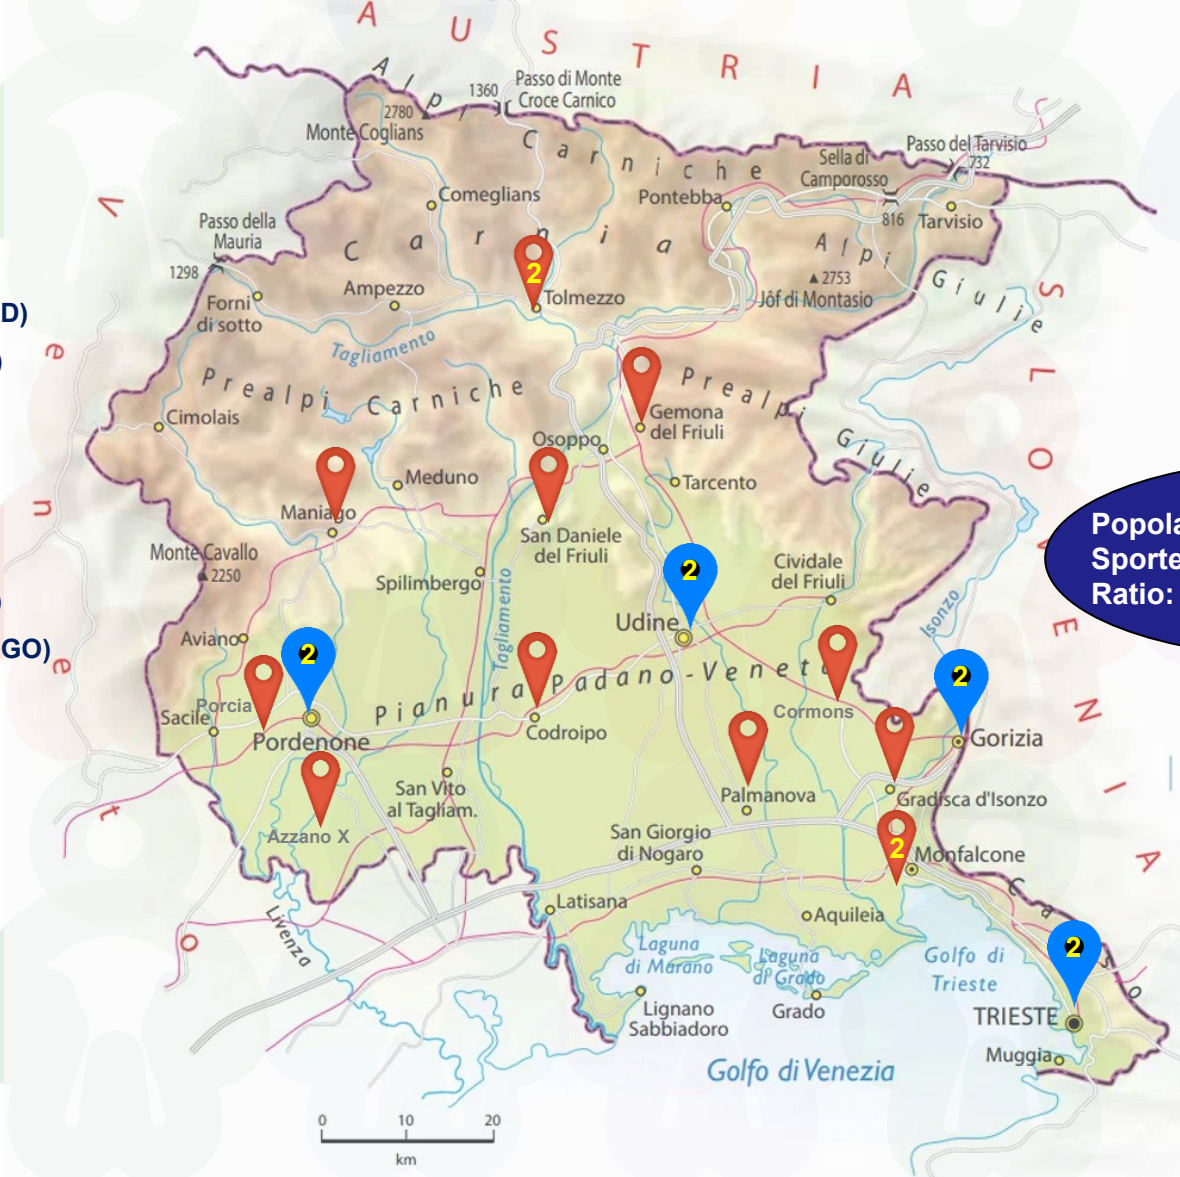 A U S T R I A
Alpi Carniche
1360
Passo di Monte
Croce Carnico
2780
Monte Coglians
Passo del Tarvisio
732
Sella di
Camporosso
816
Tarvisio
Comeglians
Pontebba
Passo della
Mauria
1298
Carnia
Alpi Giulie
2
Forni
di sotto
Ampezzo
Tolmezzo
2753
Jôf di Montasio
D)
)
Tagliamento
Prealpi Carniche
Prealpi Giulie
Cimolais
Gemona
del Friuli
Osoppo
Meduno
Tarcento
Maniago
San Daniele
del Friuli
Monte Cavallo
2250
Spilimbergo
Tagliamento
2
Cividale
del Friuli
Isonzo
S L O V E N I A
Popola
Sporte
Ratio:
)
GO)
Udine
Aviano
2
2
Pianura Padano-Veneta
Porcia
Sacile
Pordenone
Codroipo
Cormons
Gorizia
San Vito
al Tagliam.
Palmanova
Gradisca d'Isonzo
Azzano X
San Giorgio
di Nogaro
2
Monfalcone
Carso
Veneto
Livenza
Latisana
Aquileia
Laguna
di Marano
Laguna
di Grado
Golfo di
Trieste
2
Lignano
Sabbiadoro
Grado
TRIESTE
Muggia
Golfo di Venezia
0 10 20
km